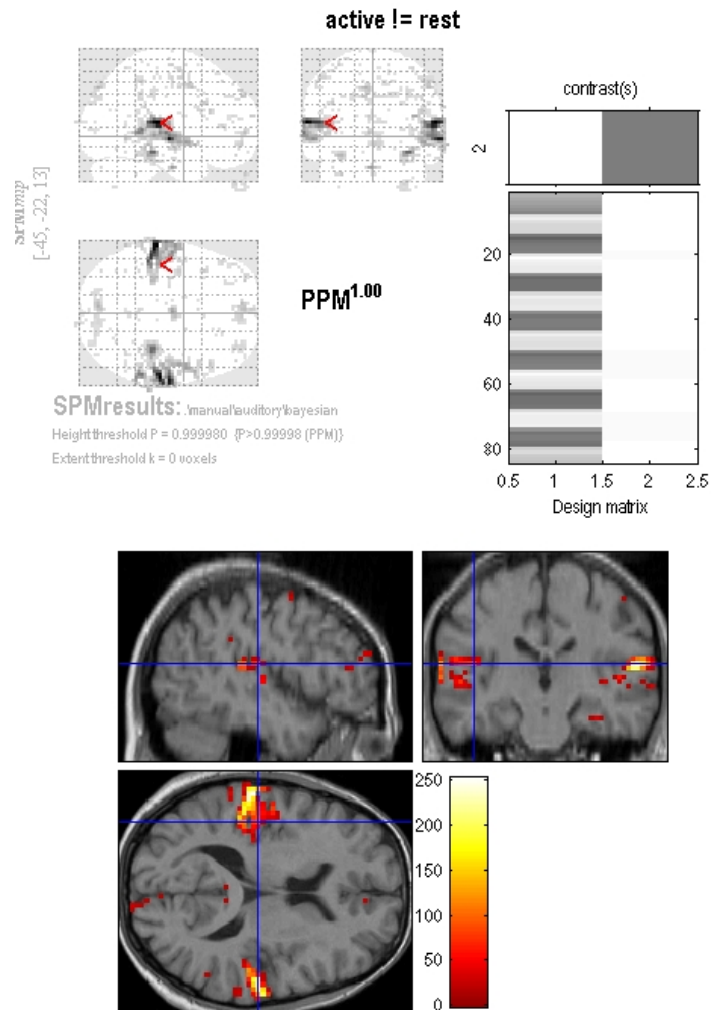 active != rest
contrast(s)
2
SPMmip
[-45, -22, 13]
PPM1.00
20
40
60
80
0.5 1 1.5 2 2.5
Design matrix
SPMresults: .\manual\auditory\bayesian
Height threshold P = 0.999980 {P>0.99998 (PPM)}
Extent threshold k = 0 voxels
250
200
150
100
50
0